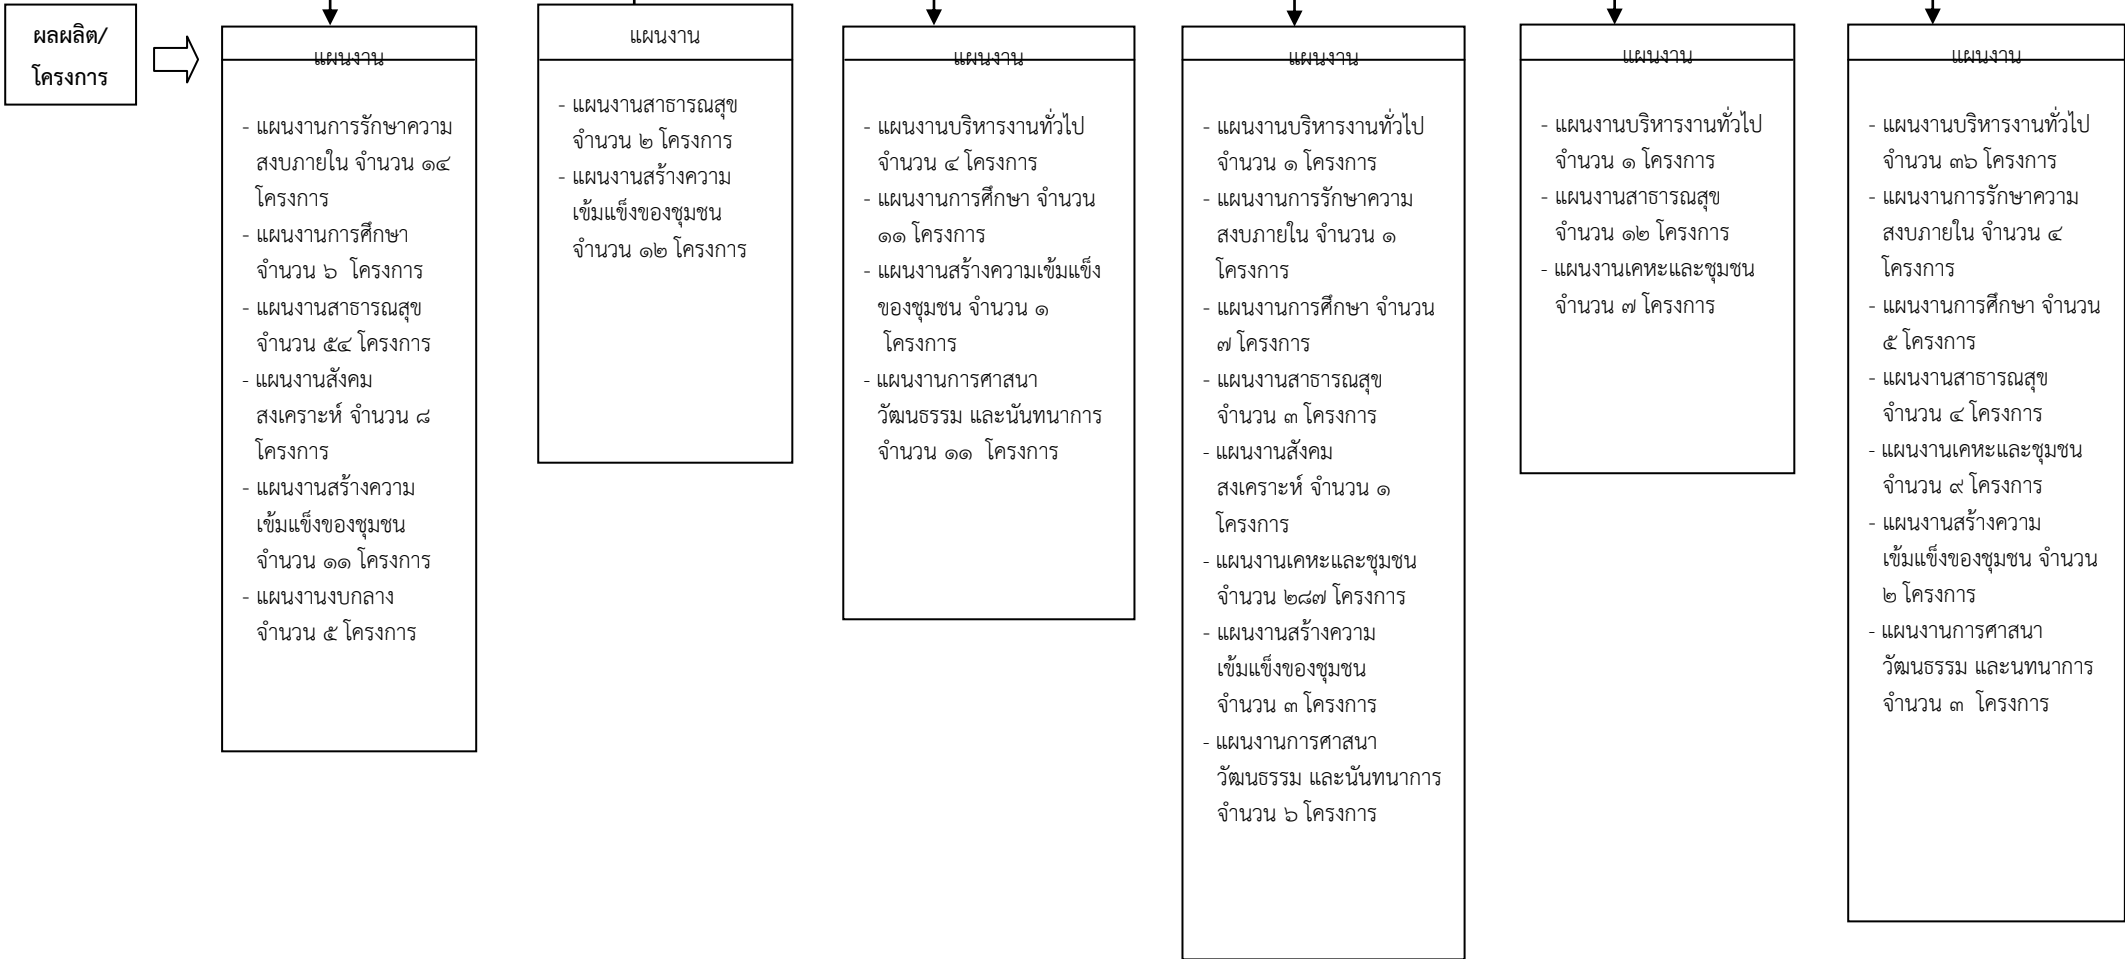 ผลผลิต/
โครงการ
แผนงาน
- แผนงานการรักษาความ
สงบภายใน จำนวน ๑๔
โครงการ
- แผนงานการศึกษา
จำนวน ๖ โครงการ
- แผนงานสาธารณสุข
จำนวน ๕๔ โครงการ
- แผนงานสังคม
สงเคราะห์ จำนวน ๘
โครงการ
- แผนงานสร้างความ
เข้มแข็งของชุมชน
จำนวน ๑๑ โครงการ
- แผนงานงบกลาง
จำนวน ๕ โครงการ
แผนงาน
- แผนงานสาธารณสุข
จำนวน ๒ โครงการ
- แผนงานสร้างความ
เข้มแข็งของชุมชน
จำนวน ๑๒ โครงการ
แผนงาน
- แผนงานบริหารงานทั่วไป
จำนวน ๔ โครงการ
- แผนงานการศึกษา จำนวน
๑๑ โครงการ
- แผนงานสร้างความเข้มแข็ง
ของชุมชน จำนวน ๑
โครงการ
- แผนงานการศาสนา
วัฒนธรรม และนันทนาการ
จำนวน ๑๑ โครงการ
แผนงาน
- แผนงานบริหารงานทั่วไป
จำนวน ๑ โครงการ
- แผนงานการรักษาความ
สงบภายใน จำนวน ๑
โครงการ
- แผนงานการศึกษา จำนวน
๗ โครงการ
- แผนงานสาธารณสุข
จำนวน ๓ โครงการ
- แผนงานสังคม
สงเคราะห์ จำนวน ๑
โครงการ
- แผนงานเคหะและชุมชน
จำนวน ๒๘๗ โครงการ
- แผนงานสร้างความ
เข้มแข็งของชุมชน
จำนวน ๓ โครงการ
- แผนงานการศาสนา
วัฒนธรรม และนันทนาการ
จำนวน ๖ โครงการ
แผนงาน
- แผนงานบริหารงานทั่วไป
จำนวน ๑ โครงการ
- แผนงานสาธารณสุข
จำนวน ๑๒ โครงการ
- แผนงานเคหะและชุมชน
จำนวน ๗ โครงการ
แผนงาน
- แผนงานบริหารงานทั่วไป
จำนวน ๓๖ โครงการ
- แผนงานการรักษาความ
สงบภายใน จำนวน ๔
โครงการ
- แผนงานการศึกษา จำนวน
๕ โครงการ
- แผนงานสาธารณสุข
จำนวน ๔ โครงการ
- แผนงานเคหะและชุมชน
จำนวน ๙ โครงการ
- แผนงานสร้างความ
เข้มแข็งของชุมชน จำนวน
๒ โครงการ
- แผนงานการศาสนา
วัฒนธรรม และนทนาการ
จำนวน ๓ โครงการ